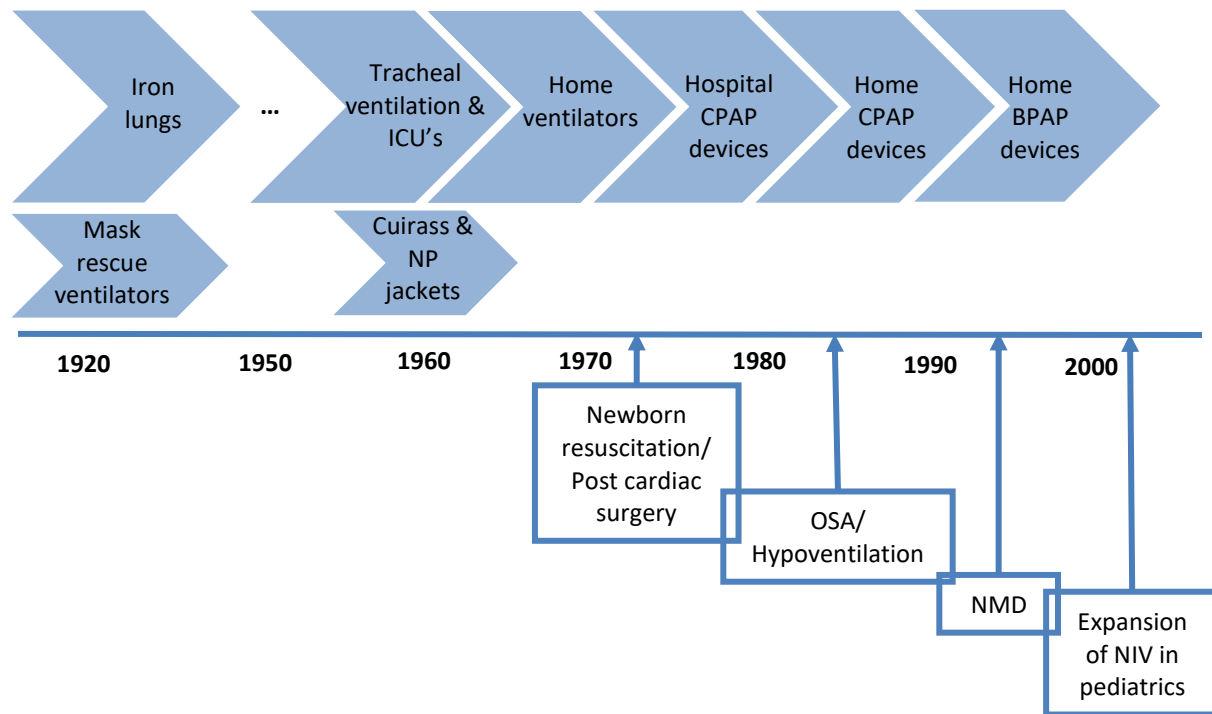 Iron
lungs
...
Tracheal
ventilation &
ICU's
Home
ventilators
Hospital
CPAP
devices
Home
CPAP
devices
Home
BPAP
devices
Mask
rescue
ventilators
Cuirass &
NP
jackets
1920 1950 1960 1970 1980 1990 2000
Newborn
resuscitation/
Post cardiac
surgery
OSA/
Hypoventilation
NMD
Expansion
of NIV in
pediatrics